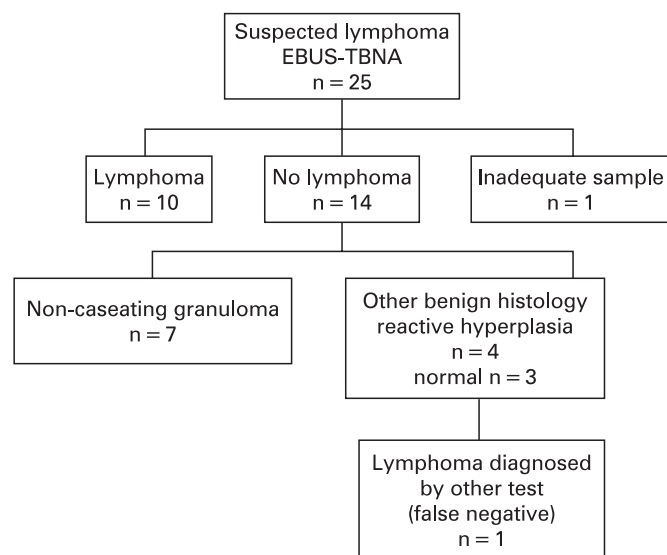 Suspected lymphoma
EBUS-TBNA
n = 25
Lymphoma
n = 10
No lymphoma
n = 14
Inadequate sample
n = 1
Non-caseating granuloma
n = 7
Other benign histology
reactive hyperplasia
n = 4
normal n = 3
Lymphoma diagnosed
by other test
(false negative)
n = 1